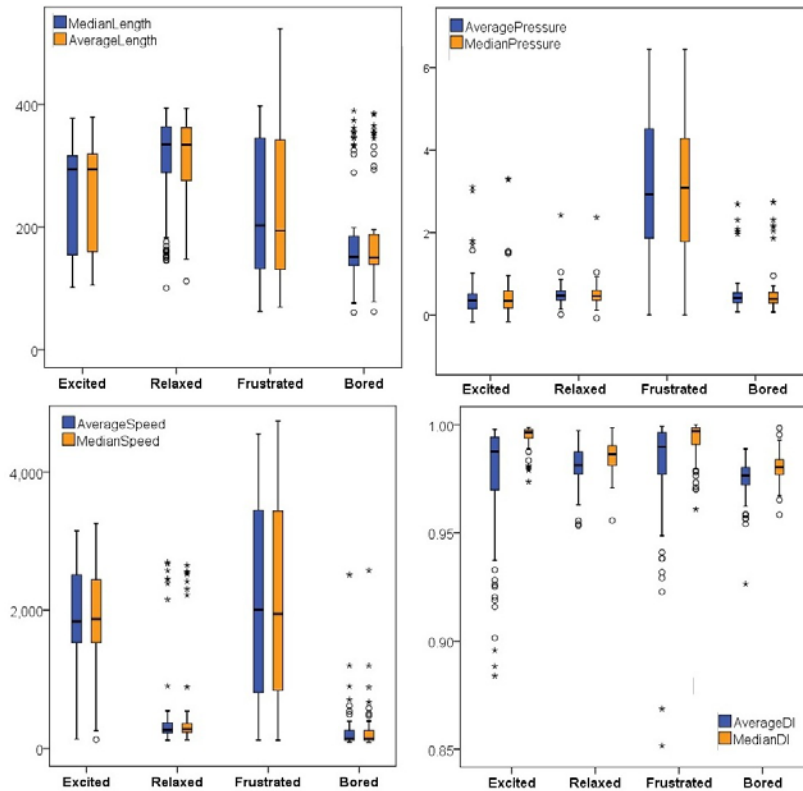 MedianLength
AverageLength
400
200
0
Excited Relaxed Frustrated Bored
AveragePressure
MedianPressure
6
4
2
0
Excited Relaxed Frustrated Bored
AverageSpeed
MedianSpeed
4,000
2,000
0
Excited Relaxed Frustrated Bored
1.00
0.95
0.90
0.85
AverageDI
MedianDI
Excited Relaxed Frustrated Bored